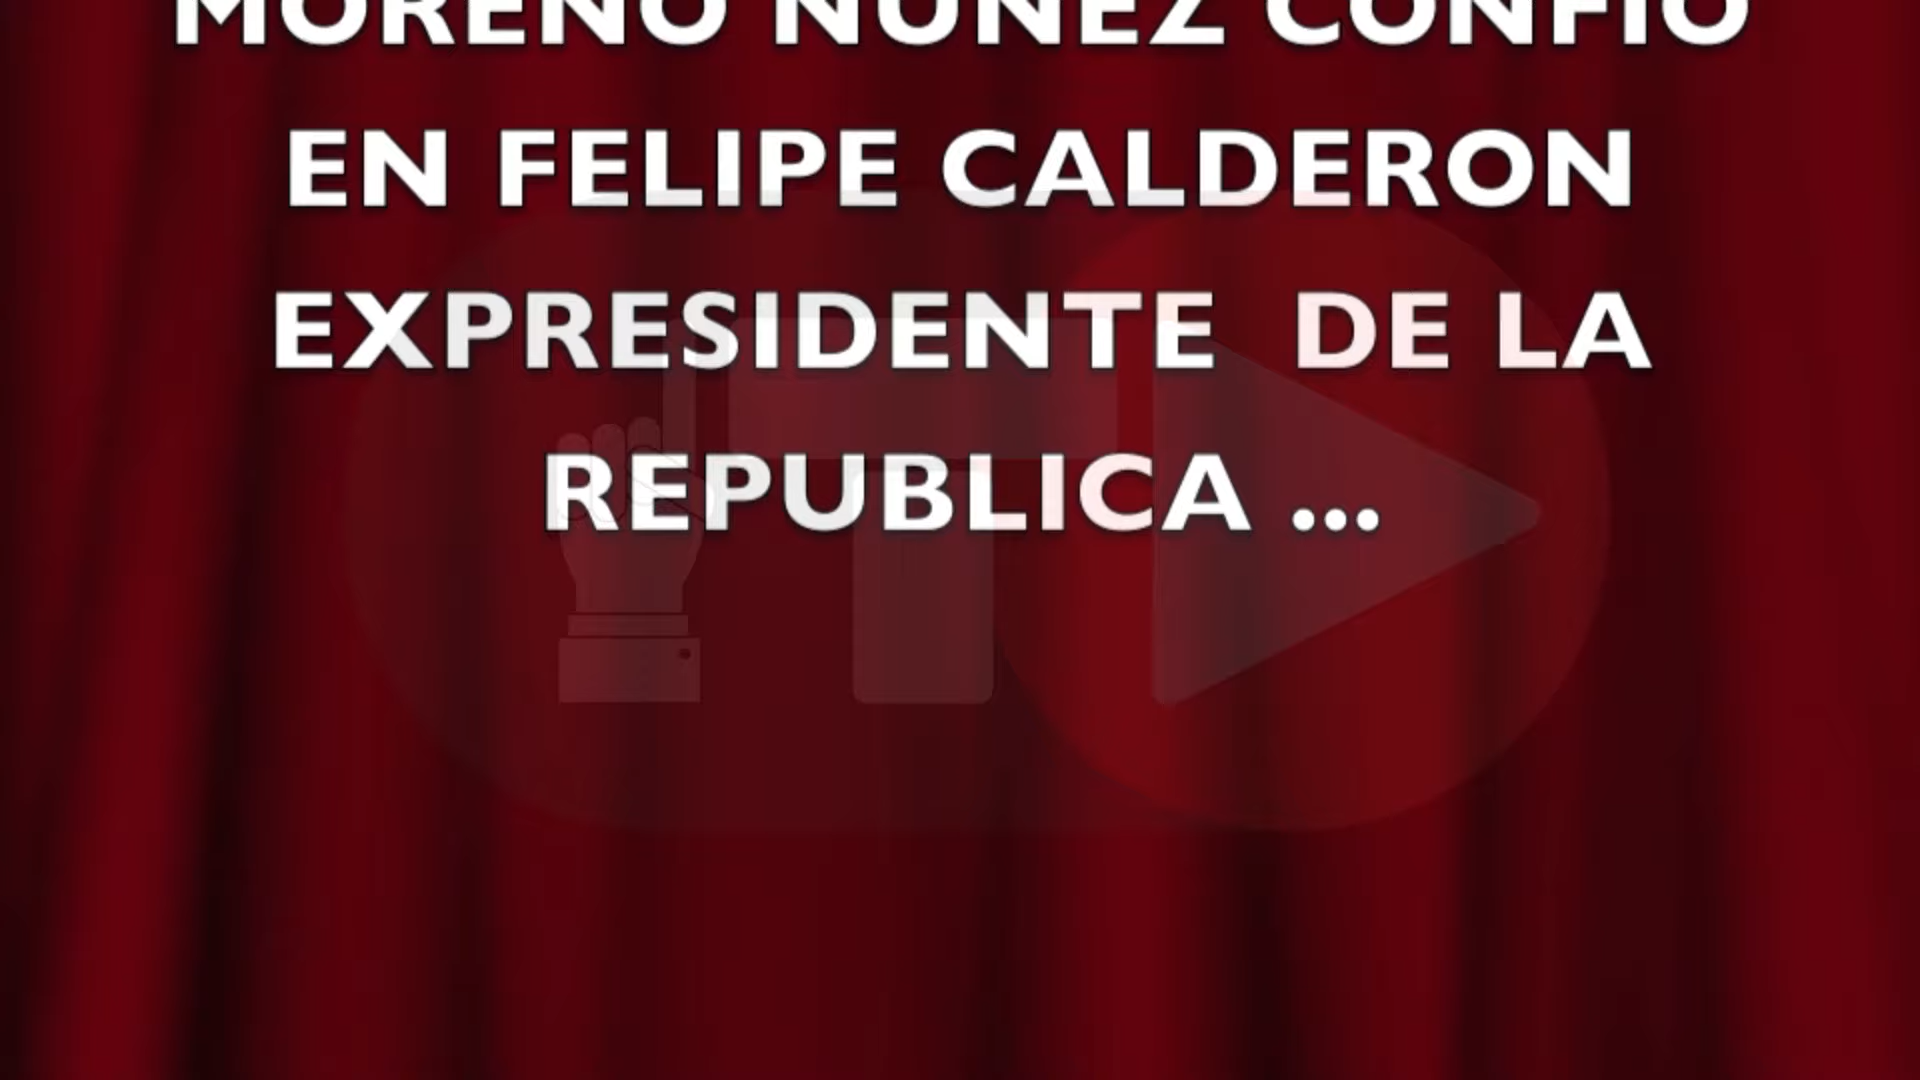 MORENO NUÑEZ CONFIO
EN FELIPE CALDERON
EXPRESIDENTE  DE LA
REPUBLICA ...